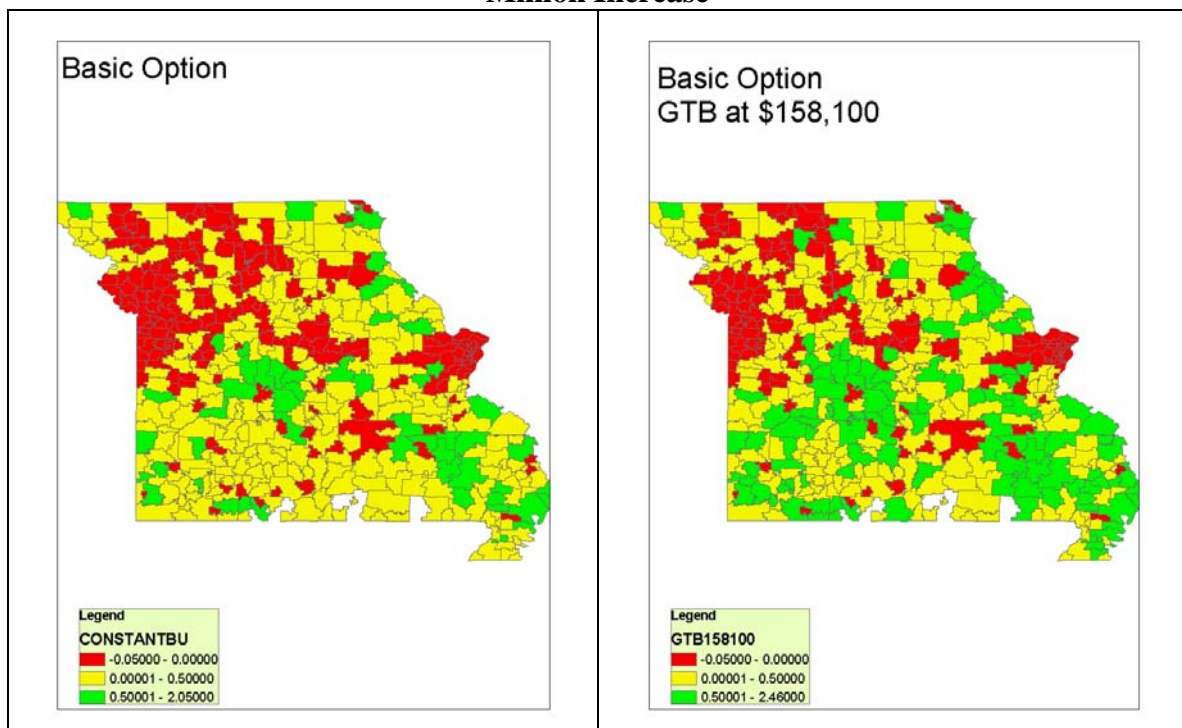 Million Increase
Basic Option
Legend
CONSTANTBU
-0.05000 - 0.00000
0.00001 - 0.50000
0.50001 - 2.05000
Basic Option
GTB at $158,100
Legend
GTB158100
-0.05000 - 0.00000
0.00001 - 0.50000
0.50001 - 2.46000